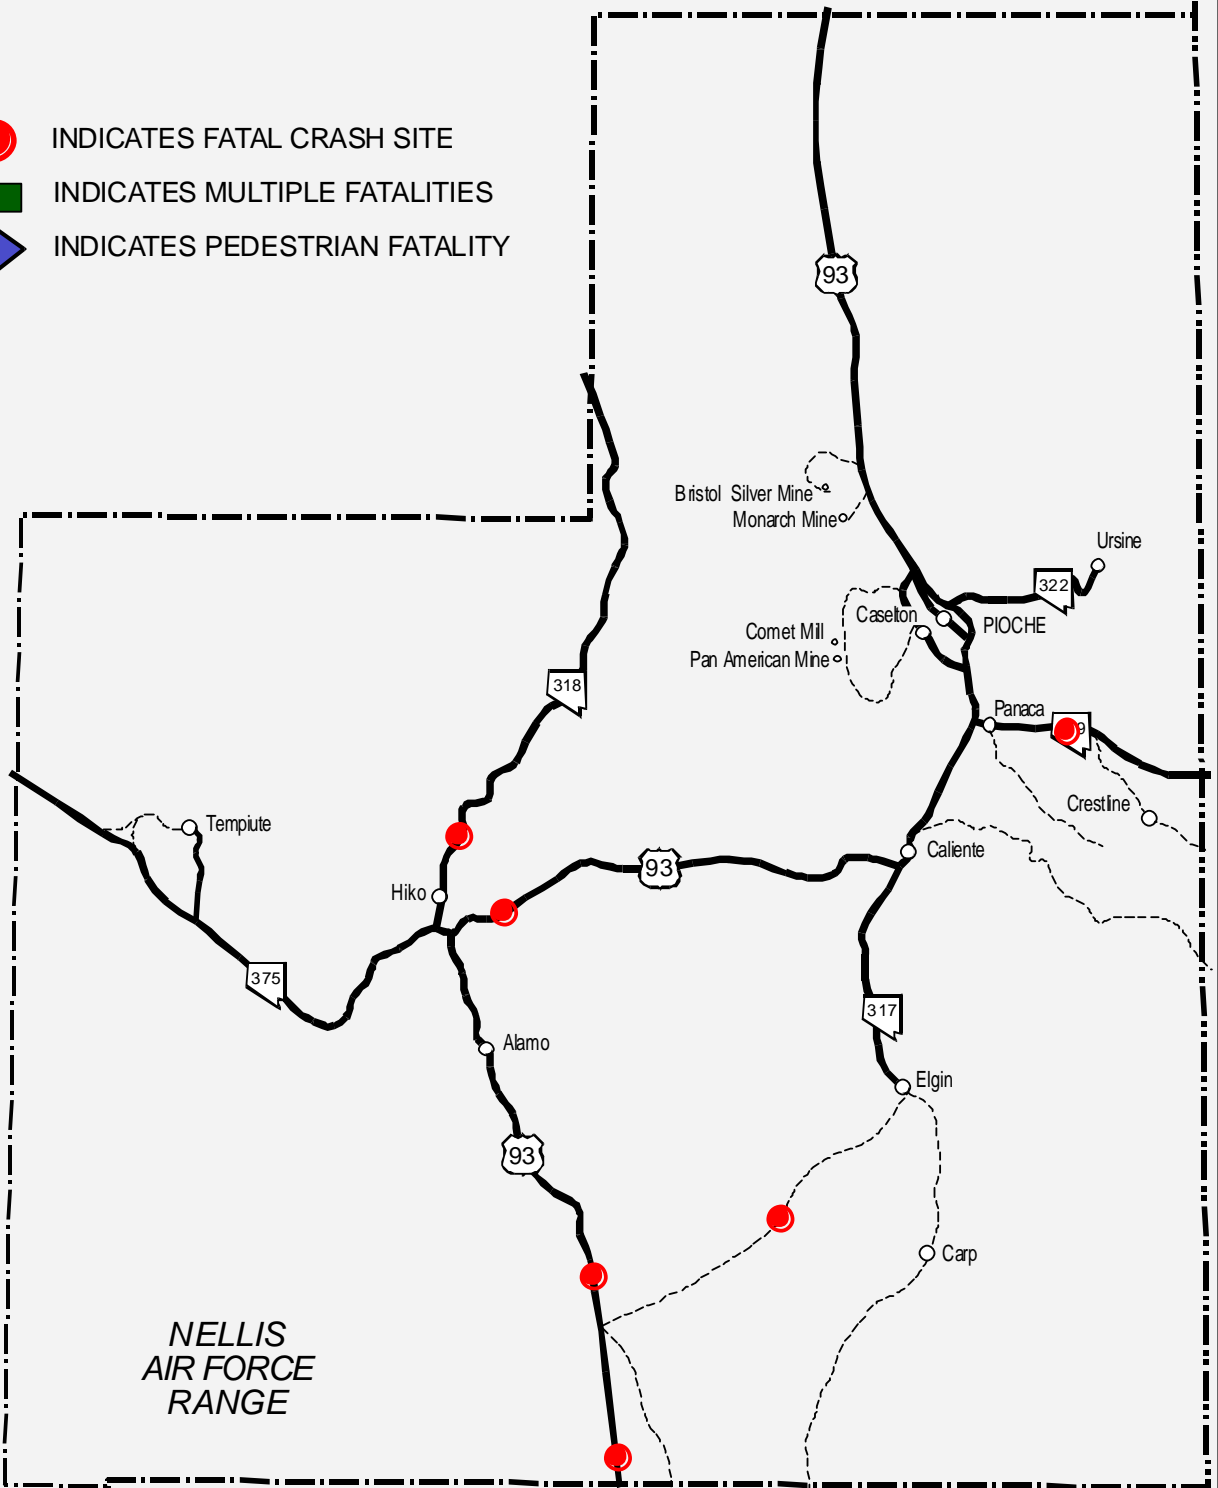 INDICATES FATAL CRASH SITE
INDICATES MULTIPLE FATALITIES
INDICATES PEDESTRIAN FATALITY
93
Bristol Silver Mine
Monarch Mine
Ursine
322
Caselton
PIOCHE
Comet Mill
Pan American Mine
318
Panaca
9
Crestline
Tempiute
Caliente
93
Hiko
375
317
Alamo
Elgin
93
Carp
NELLIS
AIR FORCE
RANGE